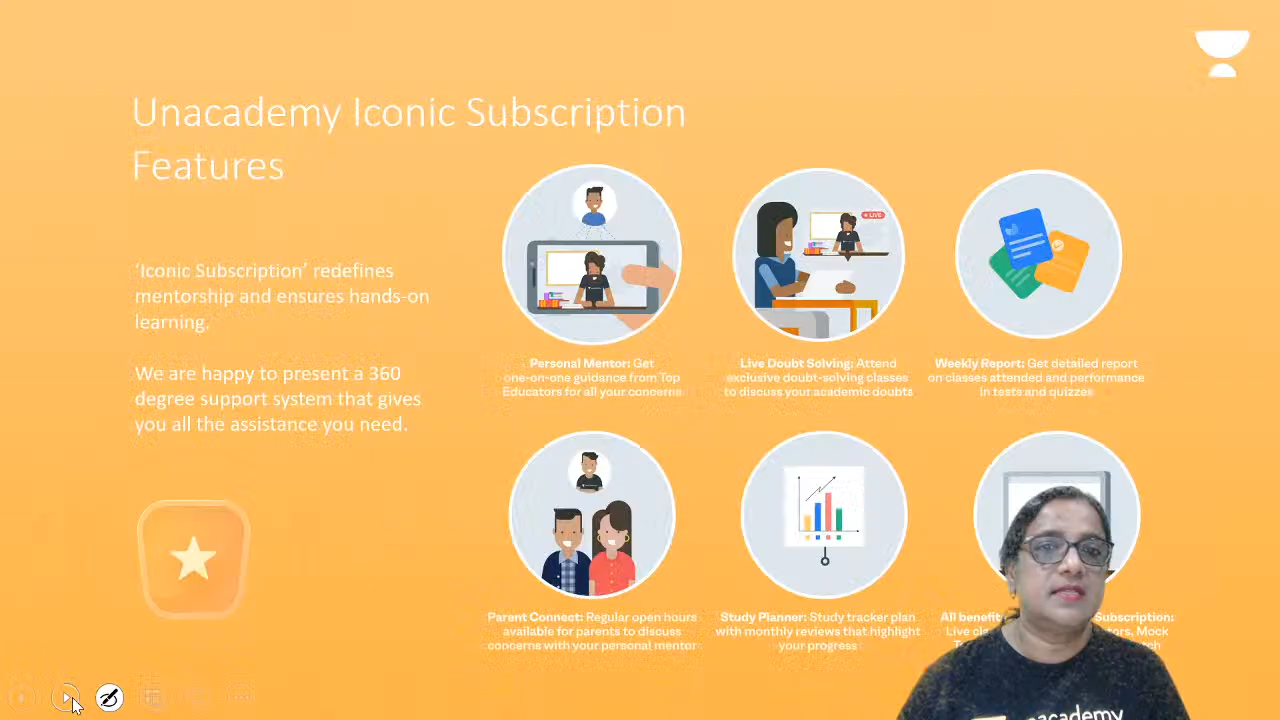 Unacademy Iconic Subscription
Features
'Iconic Subscription' redefines
mentorship and ensures hands-on
learning.
We are happy to present a 360
degree support system that gives
you all the assistance you need.
LIVE
Personal Mentor: Get
one-on-one guidance from Top
Educators for all your concerns
Live Doubt Solving: Attend
exclusive doubt-solving classes
to discuss your academic doubts
Weekly Report: Get detailed report
on classes attended and performance
in tests and quizzes
Parent Connect: Regular open hours
available for parents to discuss
concerns with your personal mentor
Study Planner: Study tracker plan
with monthly reviews that highlight
your progress
All Subscription:
Live Mock
unacademy